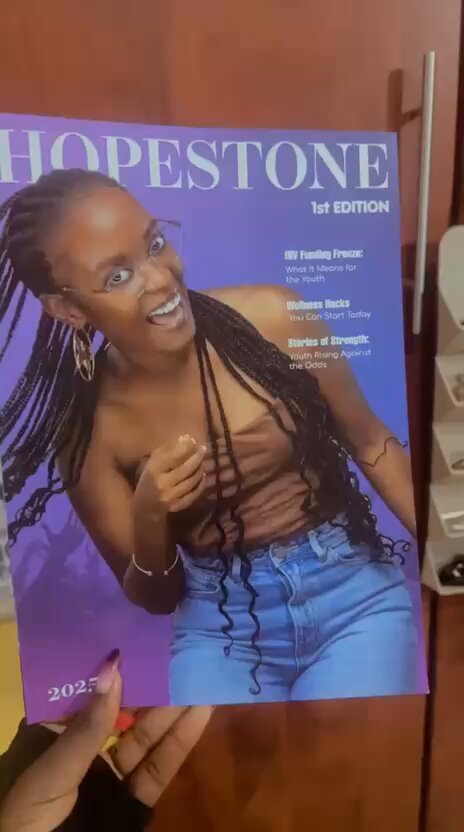 HOPESTONE
1st EDITION
HIV Funding Freeze:
What It Means for
the Youth
Wellness Hacks
You Can Start Today
Stories of Strength:
Youth Rising Against
the Odds
2025